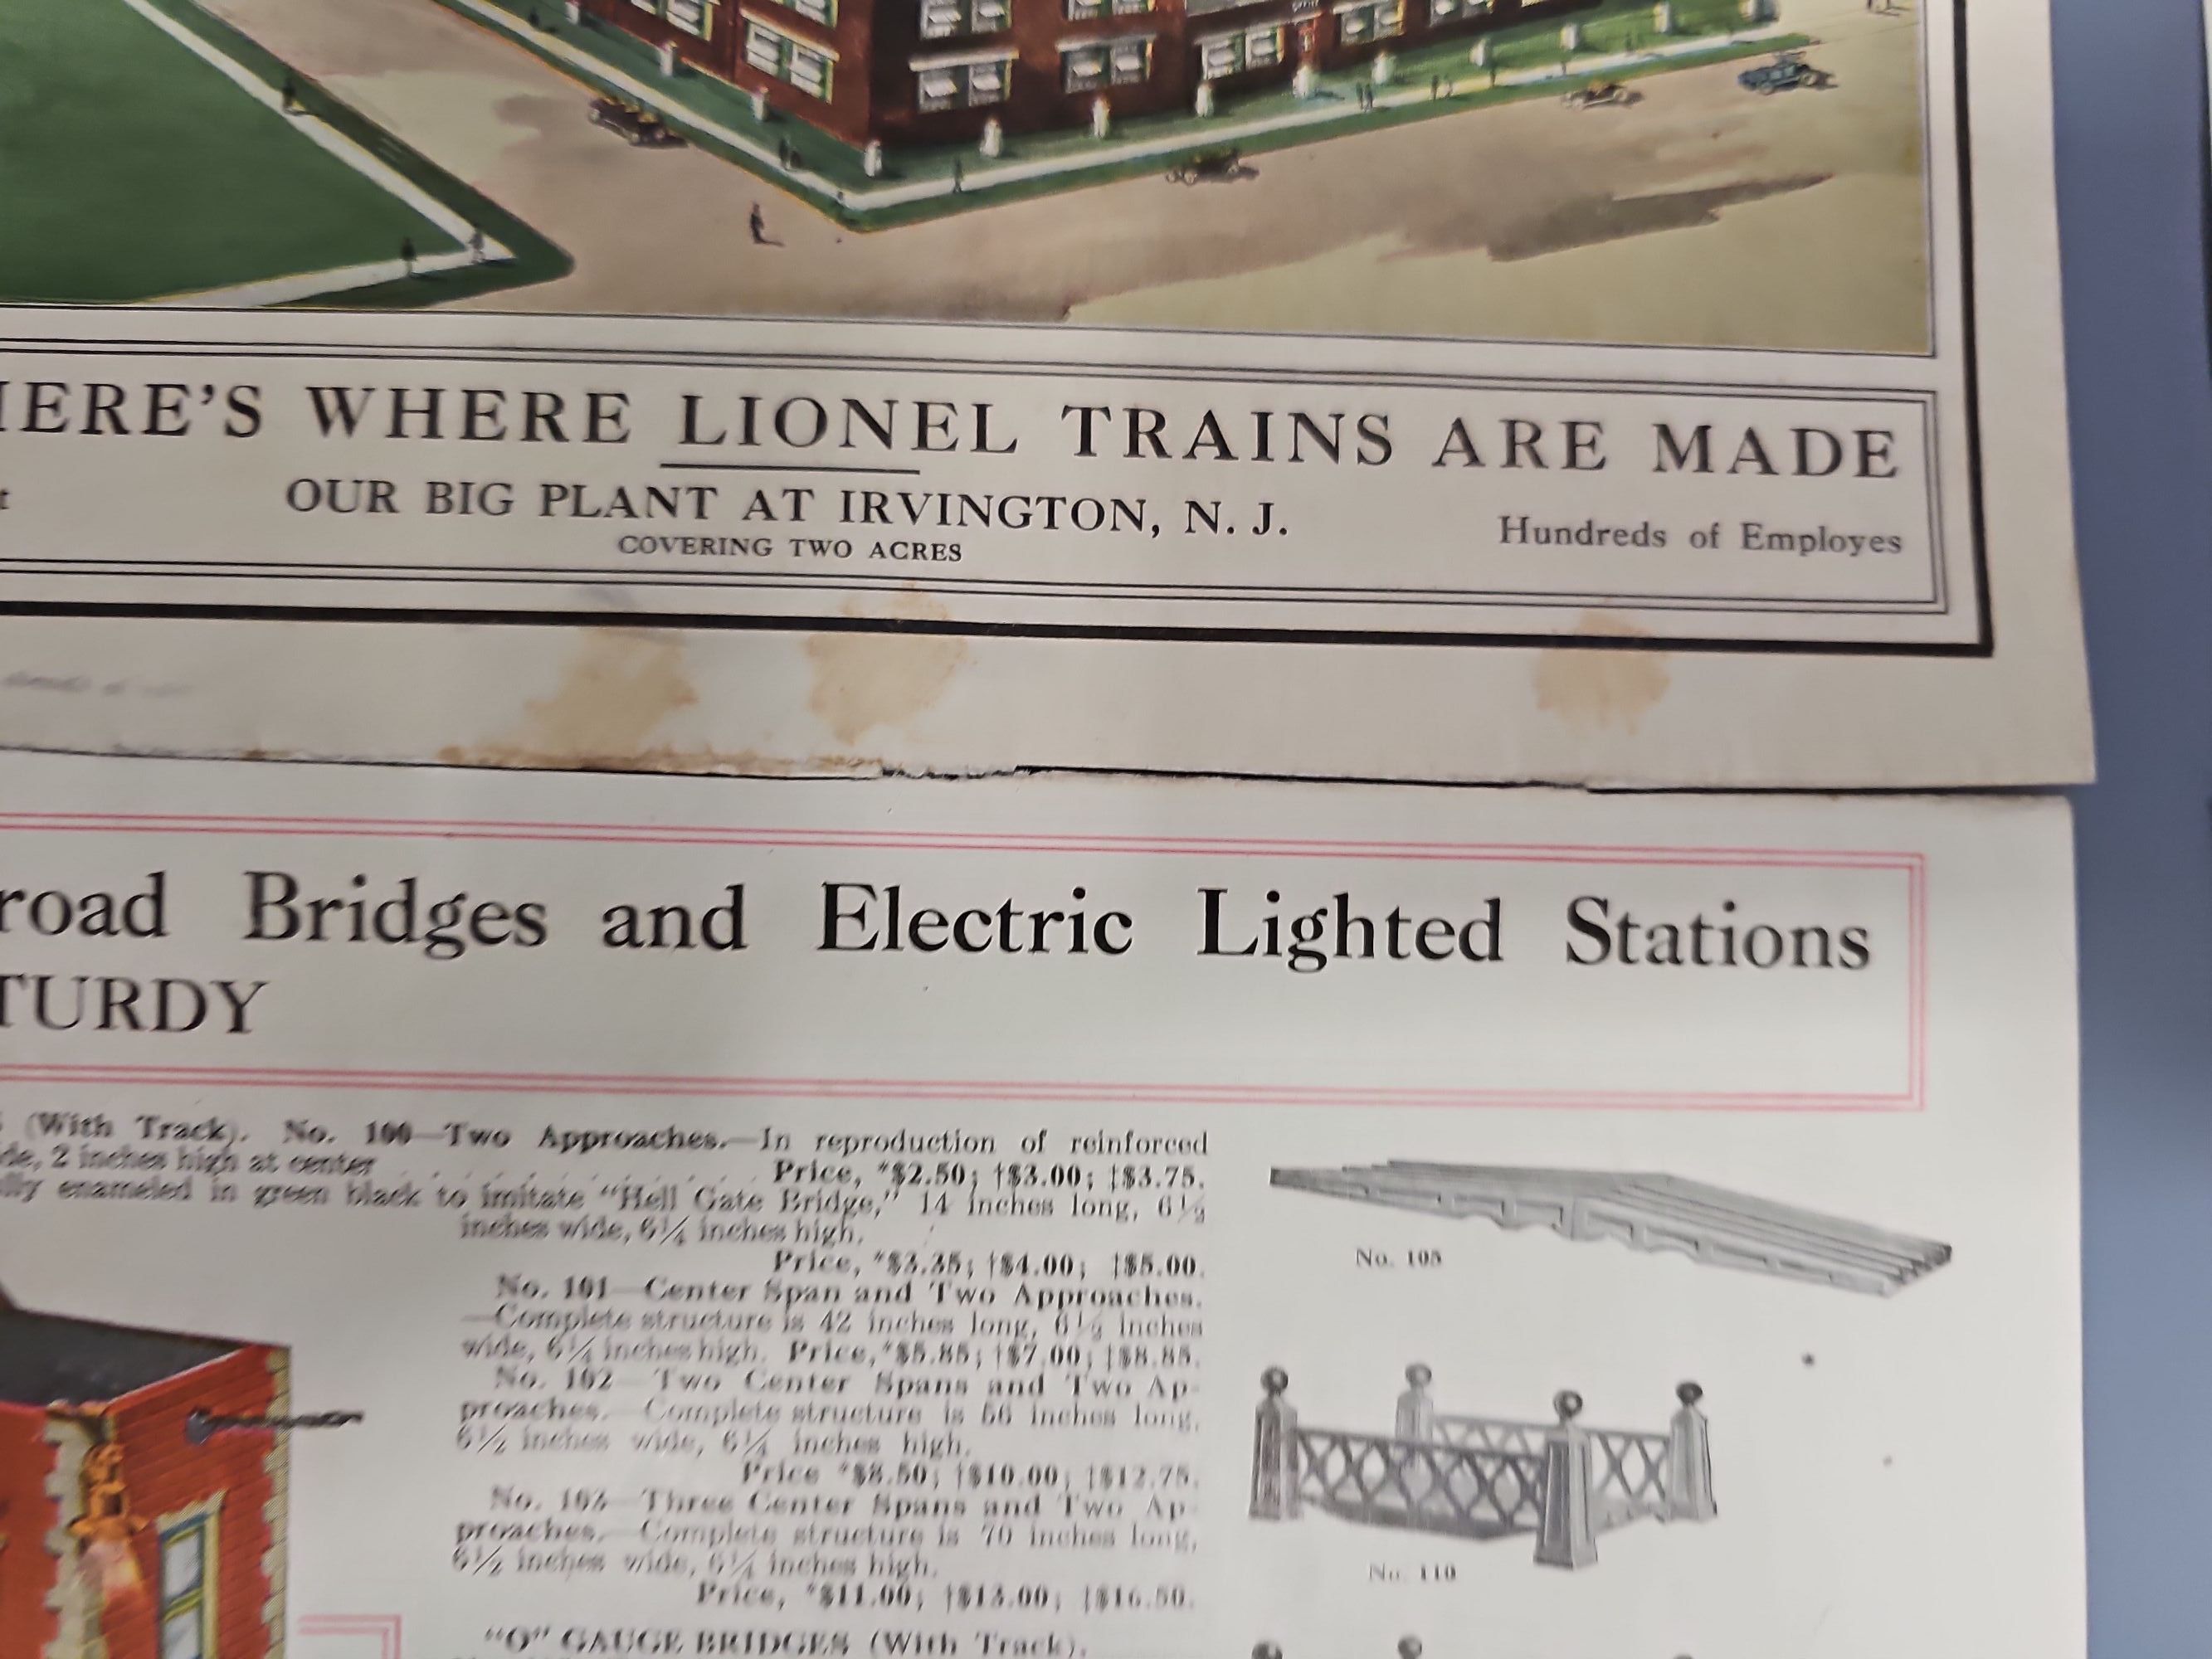 HERE'S WHERE LIONEL TRAINS ARE MADE
OUR BIG PLANT AT IRVINGTON, N. J.
COVERING TWO ACRES
Hundreds of Employes
road Bridges and Electric Lighted Stations
TURDY
(With Track). No. 100—Two Approaches.—In reproduction of reinforced
de, 2 inches high at center Price, *$2.50; †$3.00; ‡$3.75.
lly enameled in green black to imitate "Hell Gate Bridge," 14 inches long, 6½
inches wide, 6¼ inches high.
Price, *$3.35; †$4.00; ‡$5.00.
No. 101—Center Span and Two Approaches.
—Complete structure is 42 inches long, 6½ inches
wide, 6¼ inches high. Price, *$5.85; †$7.00; ‡$8.85.
No. 102—Two Center Spans and Two Ap-
proaches.—Complete structure is 56 inches long,
6½ inches wide, 6¼ inches high.
Price *$8.50; †$10.00; ‡$12.75.
No. 103—Three Center Spans and Two Ap-
proaches.—Complete structure is 70 inches long,
6½ inches wide, 6¼ inches high.
Price, *$11.00; †$13.00; ‡$16.50.
"O" GAUGE BRIDGES (With Track).
No. 105
No. 110